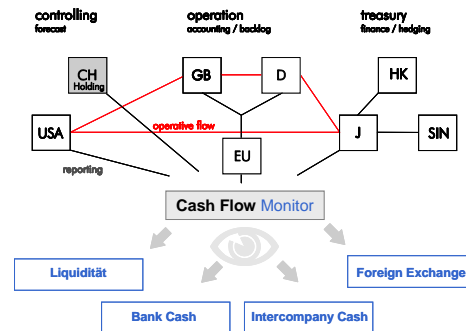 controlling
forecast
operation
accounting / backlog
treasury
finance / hedging
CH
Holding
GB
D
HK
USA
operative flow
J
SIN
EU
reporting
Cash Flow Monitor
Liquidität
Foreign Exchange
Bank Cash
Intercompany Cash